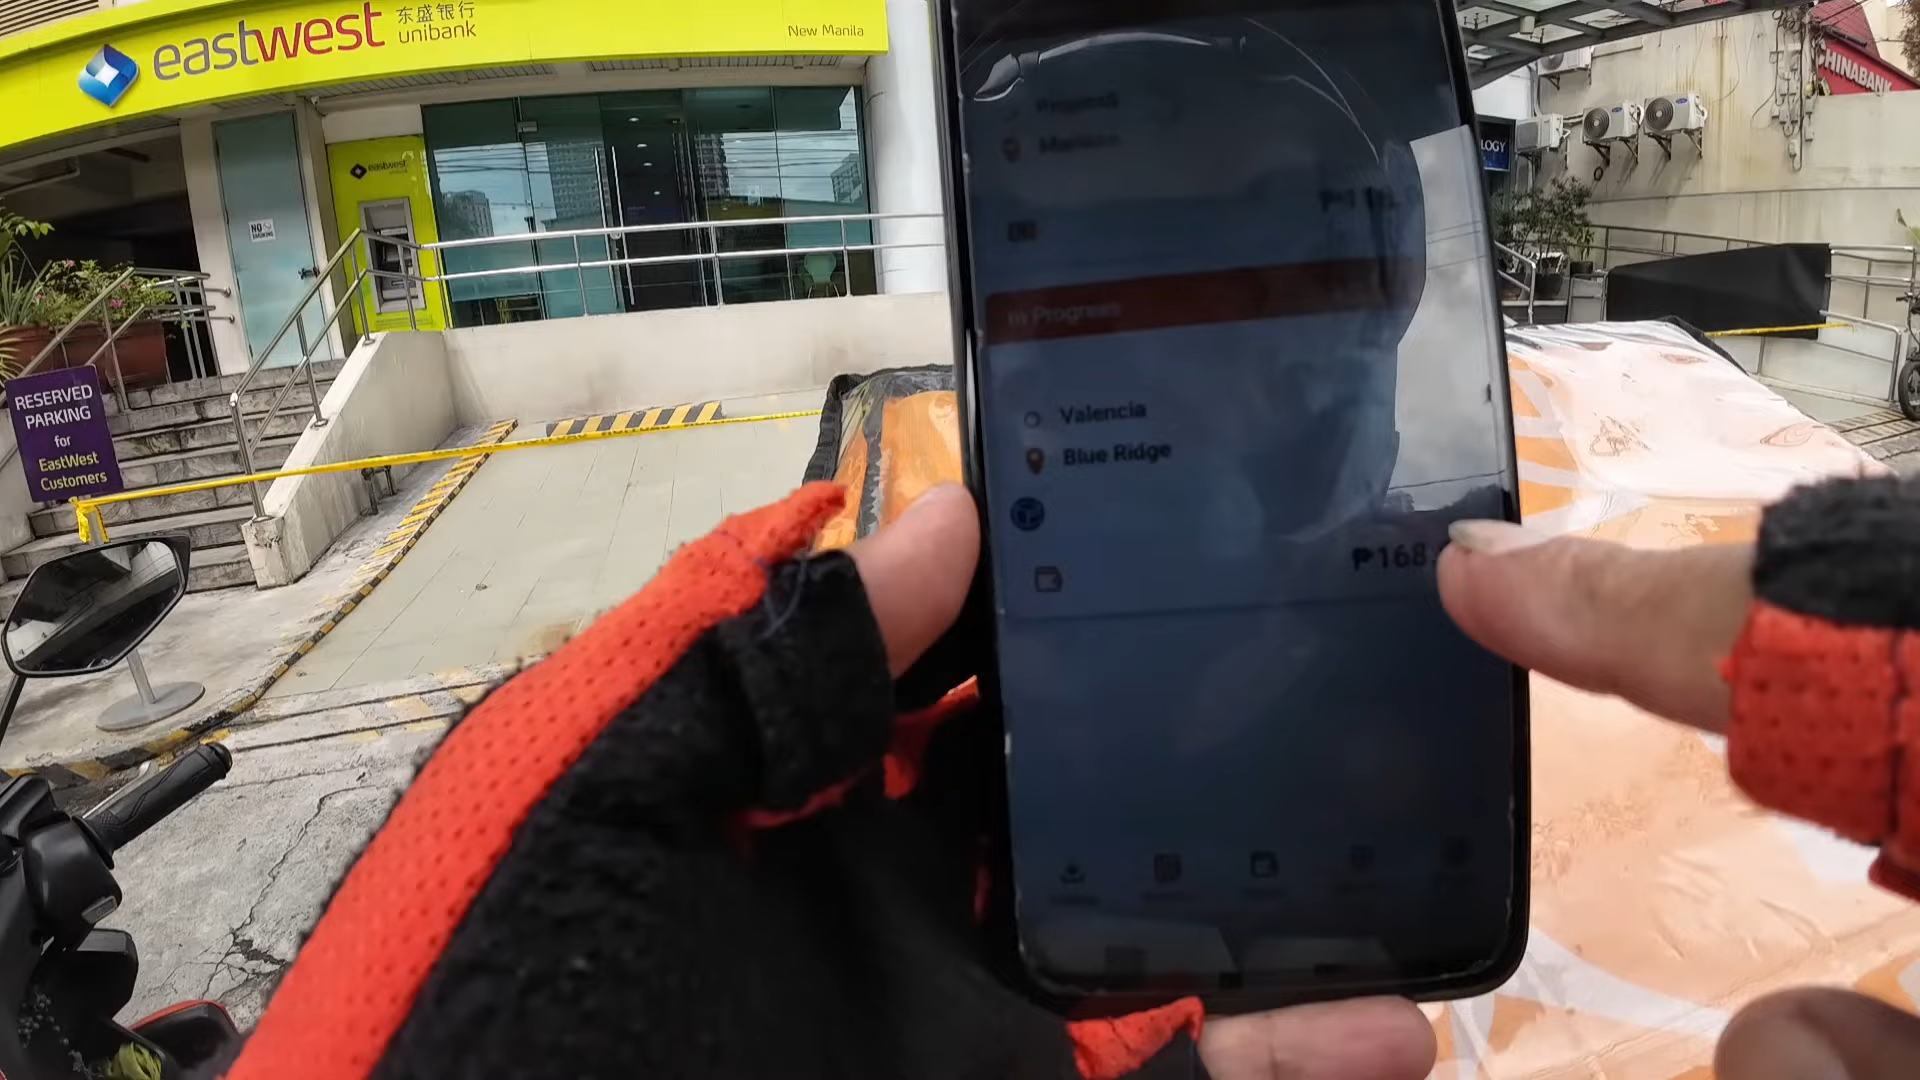 eastwest 东盛银行
unibank
New Manila
CHINABANK
eastwest
LOGY
NO
SMOKING
RESERVED
PARKING
for
EastWest
Customers
In Progress
Valencia
Blue Ridge
₱168.